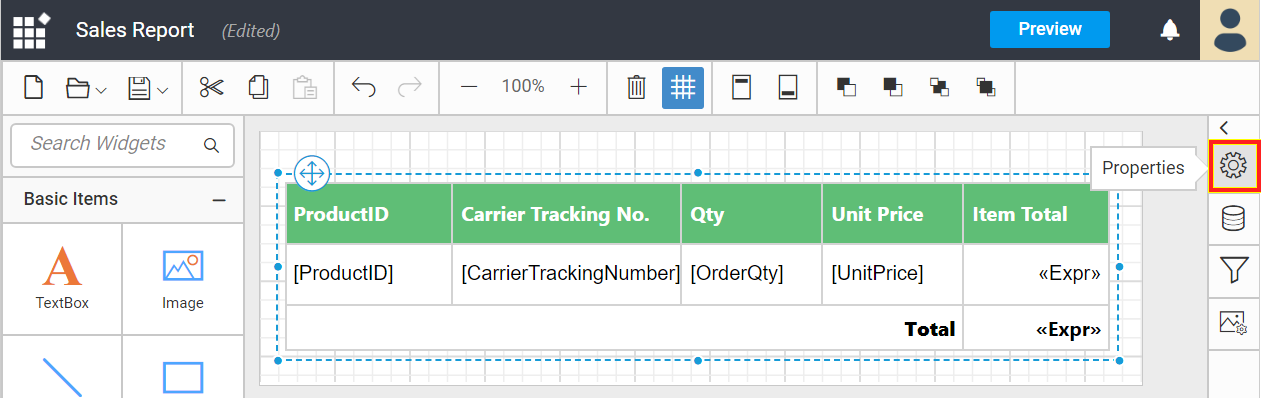 Sales Report (Edited) Preview
100%
Search Widgets
Properties
Basic Items
ProductID Carrier Tracking No. Qty Unit Price Item Total
[ProductID] [CarrierTrackingNumber] [OrderQty] [UnitPrice] «Expr»
TextBox Image
Total «Expr»